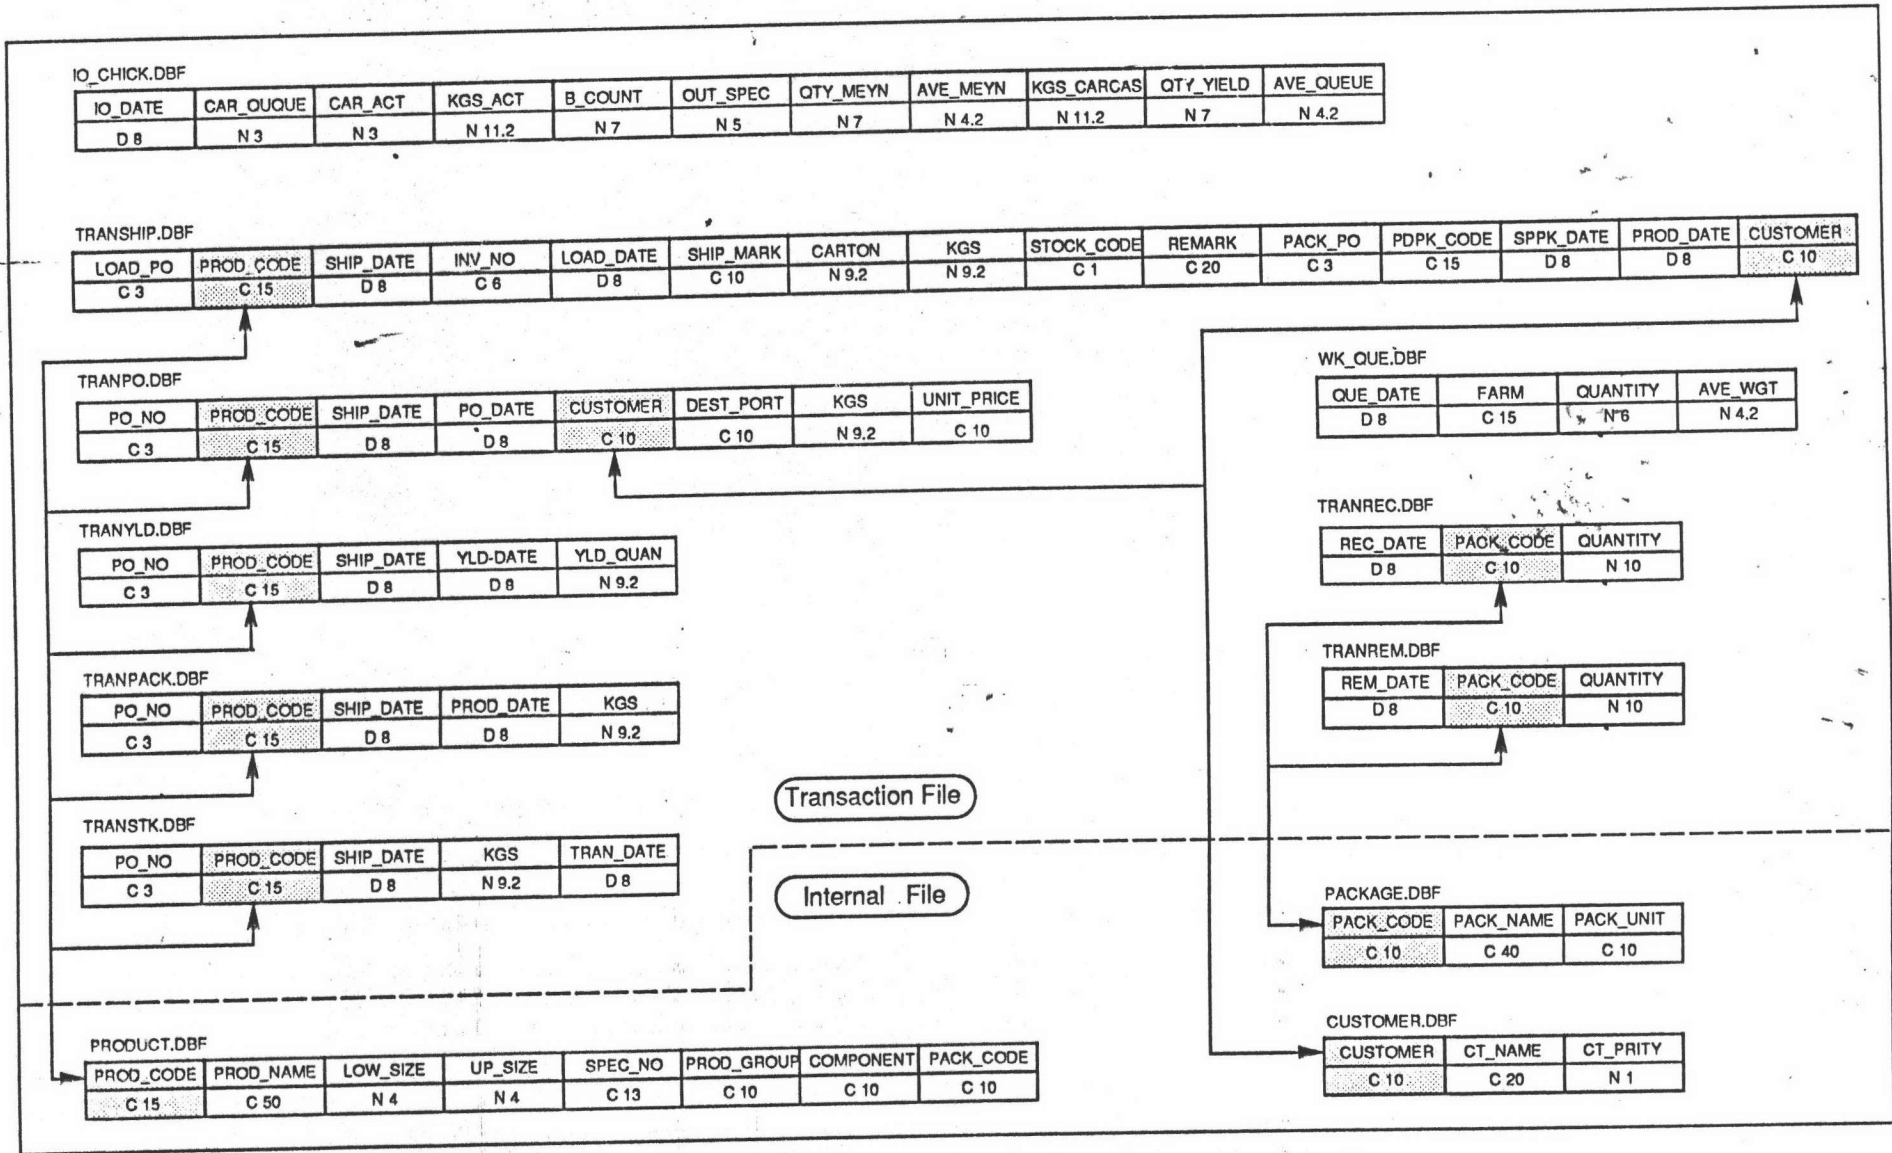 IO_CHICK.DBF
IO_DATE CAR_QUQUE CAR_ACT KGS_ACT B_COUNT OUT_SPEC QTY_MEYN AVE_MEYN KGS_CARCAS QTY_YIELD AVE_QUEUE
D 8 N 3 N 3 N 11.2 N 7 N 5 N 7 N 4.2 N 11.2 N 7 N 4.2
TRANSHIP.DBF
LOAD_PO PROD_CODE SHIP_DATE INV_NO LOAD_DATE SHIP_MARK CARTON KGS STOCK_CODE REMARK PACK_PO PDPK_CODE SPPK_DATE PROD_DATE CUSTOMER
C 3 C 15 D 8 C 6 D 8 C 10 N 9.2 N 9.2 C 1 C 20 C 3 C 15 D 8 D 8 C 10
TRANPO.DBF
PO_NO PROD_CODE SHIP_DATE PO_DATE CUSTOMER DEST_PORT KGS UNIT_PRICE
C 3 C 15 D 8 D 8 C 10 C 10 N 9.2 C 10
WK_QUE.DBF
QUE_DATE FARM QUANTITY AVE_WGT
D 8 C 15 N 6 N 4.2
TRANYLD.DBF
PO_NO PROD_CODE SHIP_DATE YLD-DATE YLD_QUAN
C 3 C 15 D 8 D 8 N 9.2
TRANREC.DBF
REC_DATE PACK_CODE QUANTITY
D 8 C 10 N 10
TRANPACK.DBF
PO_NO PROD_CODE SHIP_DATE PROD_DATE KGS
C 3 C 15 D 8 D 8 N 9.2
TRANREM.DBF
REM_DATE PACK_CODE QUANTITY
D 8 C 10 N 10
Transaction File
TRANSTK.DBF
PO_NO PROD_CODE SHIP_DATE KGS TRAN_DATE
C 3 C 15 D 8 N 9.2 D 8
Internal File
PACKAGE.DBF
PACK_CODE PACK_NAME PACK_UNIT
C 10 C 40 C 10
PRODUCT.DBF
PROD_CODE PROD_NAME LOW_SIZE UP_SIZE SPEC_NO PROD_GROUP COMPONENT PACK_CODE
C 15 C 50 N 4 N 4 C 13 C 10 C 10 C 10
CUSTOMER.DBF
CUSTOMER CT_NAME CT_PRITY
C 10 C 20 N 1